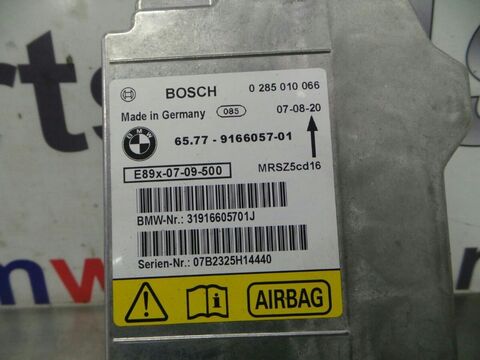 BOSCH 0 285 010 066
Made in Germany 085 07-08-20
BMW 65.77 - 9166057-01
E89x-07-09-500 MRSZ5cd16
BMW-Nr.: 31916605701J
Serien-Nr.: 07B2325H14440
AIRBAG